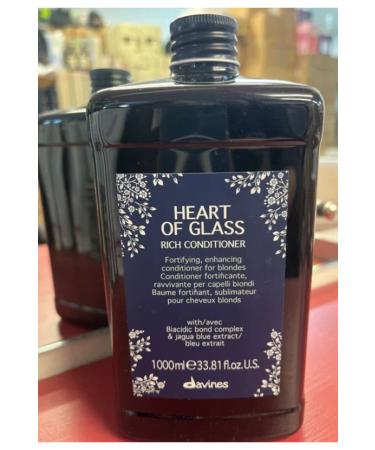 HEART
OF GLASS
RICH CONDITIONER
Fortifying, enhancing
conditioner for blondes
Conditioner fortificante,
ravvivante per capelli biondi
Baume fortifiant, sublimateur
pour cheveux blonds
with/avec
Biacidic bond complex
& jagua blue extract/
bleu extrait
1000ml℮33.81 fl.oz.U.S.
davines